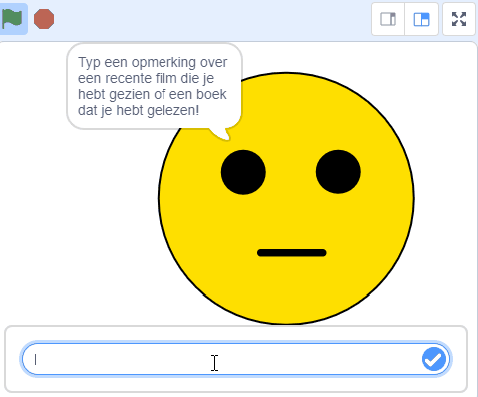 Typ een opmerking over
een recente film die je
hebt gezien of een boek
dat je hebt gelezen!